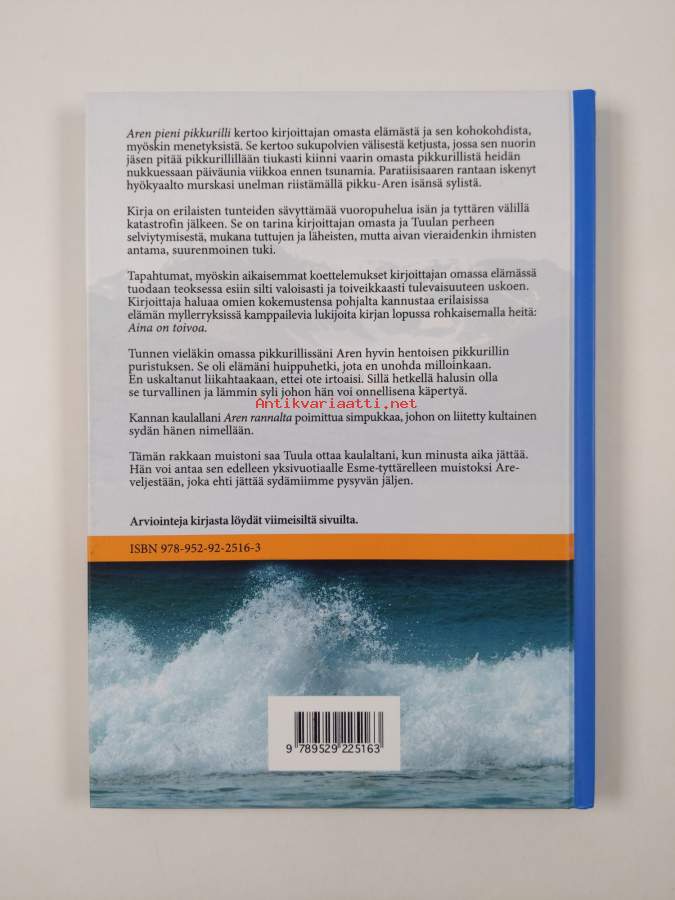 Aren pieni pikkurilli kertoo kirjoittajan omasta elämästä ja sen kohokohdista,
myöskin menetyksistä. Se kertoo sukupolvien välisestä ketjusta, jossa sen nuorin
jäsen pitää pikkurillillään tiukasti kiinni vaarin omasta pikkurillistä heidän
nukkuessaan päiväunia viikkoa ennen tsunamia. Paratiisisaaren rantaan iskenyt
hyökyaalto murskasi unelman riistämällä pikku-Aren isänsä sylistä.
Kirja on erilaisten tunteiden sävyttämää vuoropuhelua isän ja tyttären välillä
katastrofin jälkeen. Se on tarina kirjoittajan omasta ja Tuulan perheen
selviytymisestä, mukana tuttujen ja läheisten, mutta aivan vieraidenkin ihmisten
antama, suurenmoinen tuki.
Tapahtumat, myöskin aikaisemmat koettelemukset kirjoittajan omassa elämässä
tuodaan teoksessa esiin silti valoisasti ja toiveikkaasti tulevaisuuteen uskoen.
Kirjoittaja haluaa omien kokemustensa pohjalta kannustaa erilaisissa
elämän myllerryksissä kamppailevia lukijoita kirjan lopussa rohkaisemalla heitä:
Aina on toivoa.
Tunnen vieläkin omassa pikkurillissäni Aren hyvin hentoisen pikkurillin
puristuksen. Se oli elämäni huippuhetki, jota en unohda milloinkaan.
En uskaltanut liikahtaakaan, ettei ote irtoaisi. Sillä hetkellä halusin olla
se turvallinen ja lämmin syli johon hän voi onnellisena käpertyä.
Antikvariaatti.net
Kannan kaulallani Aren rannalta poimittua simpukkaa, johon on liitetty kultainen
sydän hänen nimellään.
Tämän rakkaan muistoni saa Tuula ottaa kaulaltani, kun minusta aika jättää.
Hän voi antaa sen edelleen yksivuotiaalle Esme-tyttärelleen muistoksi Are-
veljestään, joka ehti jättää sydämiimme pysyvän jäljen.
Arviointeja kirjasta löydät viimeisiltä sivuilta.
ISBN 978-952-92-2516-3
9 789529 225163